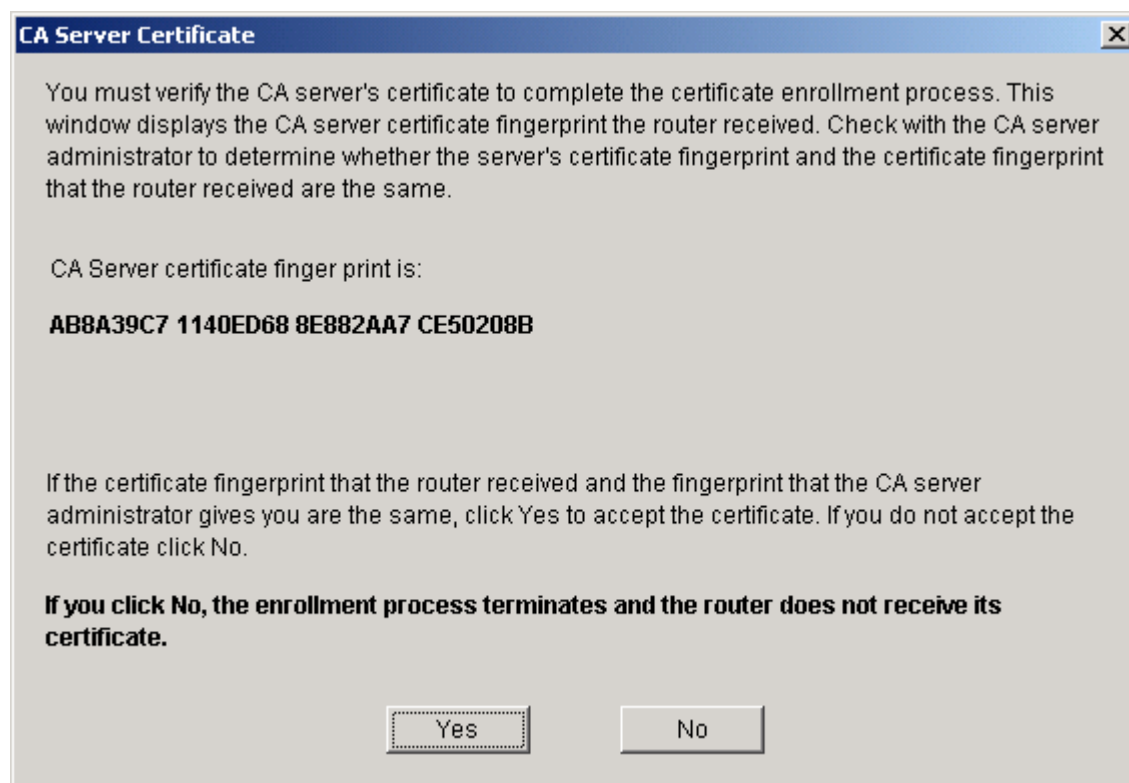 CA Server Certificate
You must verify the CA server's certificate to complete the certificate enrollment process. This
window displays the CA server certificate fingerprint the router received. Check with the CA server
administrator to determine whether the server's certificate fingerprint and the certificate fingerprint
that the router received are the same.
CA Server certificate finger print is:
AB8A39C7 1140ED68 8E882AA7 CE50208B
If the certificate fingerprint that the router received and the fingerprint that the CA server
administrator gives you are the same, click Yes to accept the certificate. If you do not accept the
certificate click No.
If you click No, the enrollment process terminates and the router does not receive its
certificate.
Yes No